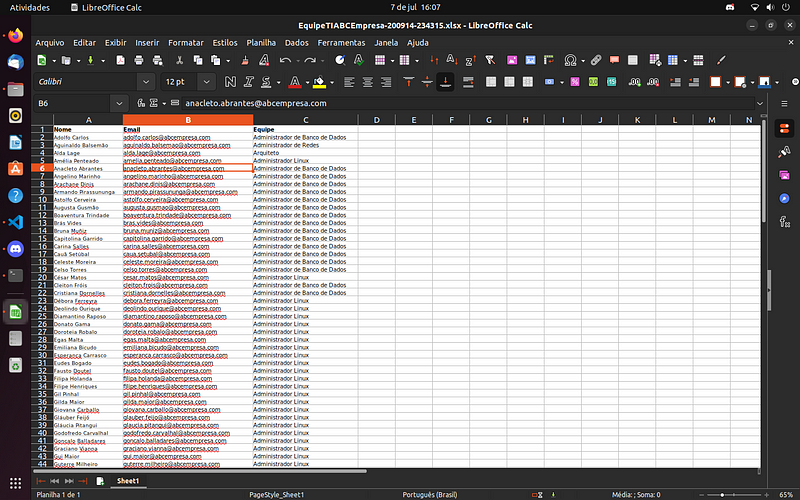 Atividades LibreOffice Calc 7 de jul 16:07
EquipeTIABCEmpresa-200914-234315.xlsx - LibreOffice Calc
Arquivo Editar Exibir Inserir Formatar Estilos Planilha Dados Ferramentas Janela Ajuda
Calibri 12 pt
B6 anacleto.abrantes@abcempresa.com
A B C D E F G H I J K L M N
1 Nome Email Equipe
2 Adolfo Carlos adolfo.carlos@abcempresa.com Administrador de Banco de Dados
3 Aguinaldo Balsemão aguinaldo.balsemao@abcempresa.com Administrador de Redes
4 Alda Lage alda.lage@abcempresa.com Arquiteto
5 Amélia Penteado amelia.penteado@abcempresa.com Administrador Linux
6 Anacleto Abrantes anacleto.abrantes@abcempresa.com Administrador de Banco de Dados
7 Angelino Marinho angelino.marinho@abcempresa.com Administrador de Banco de Dados
8 Arachane Dinis arachane.dinis@abcempresa.com Administrador de Banco de Dados
9 Armando Pirassununga armando.pirassununga@abcempresa.com Administrador de Banco de Dados
10 Astolfo Cerveira astolfo.cerveira@abcempresa.com Administrador de Banco de Dados
11 Augusta Gusmão augusta.gusmao@abcempresa.com Administrador de Banco de Dados
12 Boaventura Trindade boaventura.trindade@abcempresa.com Administrador de Banco de Dados
13 Brás Vides bras.vides@abcempresa.com Administrador de Banco de Dados
14 Bruna Muñiz bruna.muniz@abcempresa.com Administrador de Banco de Dados
15 Capitolina Garrido capitolina.garrido@abcempresa.com Administrador de Banco de Dados
16 Carina Salles carina.salles@abcempresa.com Administrador de Banco de Dados
17 Cauã Setúbal caua.setubal@abcempresa.com Administrador de Banco de Dados
18 Celeste Moreira celeste.moreira@abcempresa.com Administrador de Banco de Dados
19 Celso Torres celso.torres@abcempresa.com Administrador de Banco de Dados
20 César Matos cesar.matos@abcempresa.com Administrador Linux
21 Cleiton Fróis cleiton.frois@abcempresa.com Administrador de Banco de Dados
22 Cristiana Dornelles cristiana.dornelles@abcempresa.com Administrador de Banco de Dados
23 Débora Ferreyra debora.ferreyra@abcempresa.com Administrador Linux
24 Deolindo Ourique deolindo.ourique@abcempresa.com Administrador Linux
25 Diamantino Raposo diamantino.raposo@abcempresa.com Administrador Linux
26 Donato Gama donato.gama@abcempresa.com Administrador Linux
27 Doroteia Robalo doroteia.robalo@abcempresa.com Administrador Linux
28 Egas Malta egas.malta@abcempresa.com Administrador Linux
29 Emiliana Bicudo emiliana.bicudo@abcempresa.com Administrador Linux
30 Esperança Carrasco esperanca.carrasco@abcempresa.com Administrador Linux
31 Eudes Bogado eudes.bogado@abcempresa.com Administrador Linux
32 Fausto Doutel fausto.doutel@abcempresa.com Administrador Linux
33 Filipa Holanda filipa.holanda@abcempresa.com Administrador Linux
34 Filipe Henriques filipe.henriques@abcempresa.com Administrador Linux
35 Gil Pinhal gil.pinhal@abcempresa.com Administrador Linux
36 Gilda Maior gilda.maior@abcempresa.com Administrador Linux
37 Giovana Carballo giovana.carballo@abcempresa.com Administrador Linux
38 Gláuber Feijó glauber.feijo@abcempresa.com Administrador Linux
39 Gláucia Pitangui glaucia.pitangui@abcempresa.com Administrador Linux
40 Godofredo Carvalhal godofredo.carvalhal@abcempresa.com Administrador Linux
41 Gonçalo Balladares goncalo.balladares@abcempresa.com Administrador Linux
42 Graciano Vianna graciano.vianna@abcempresa.com Administrador Linux
43 Gui Maior gui.maior@abcempresa.com Administrador Linux
44 Guterre Milheiro guterre.milheiro@abcempresa.com Administrador Linux
Sheet1
Planilha 1 de 1 PageStyle_Sheet1 Português (Brasil) Média: ; Soma: 0 65%